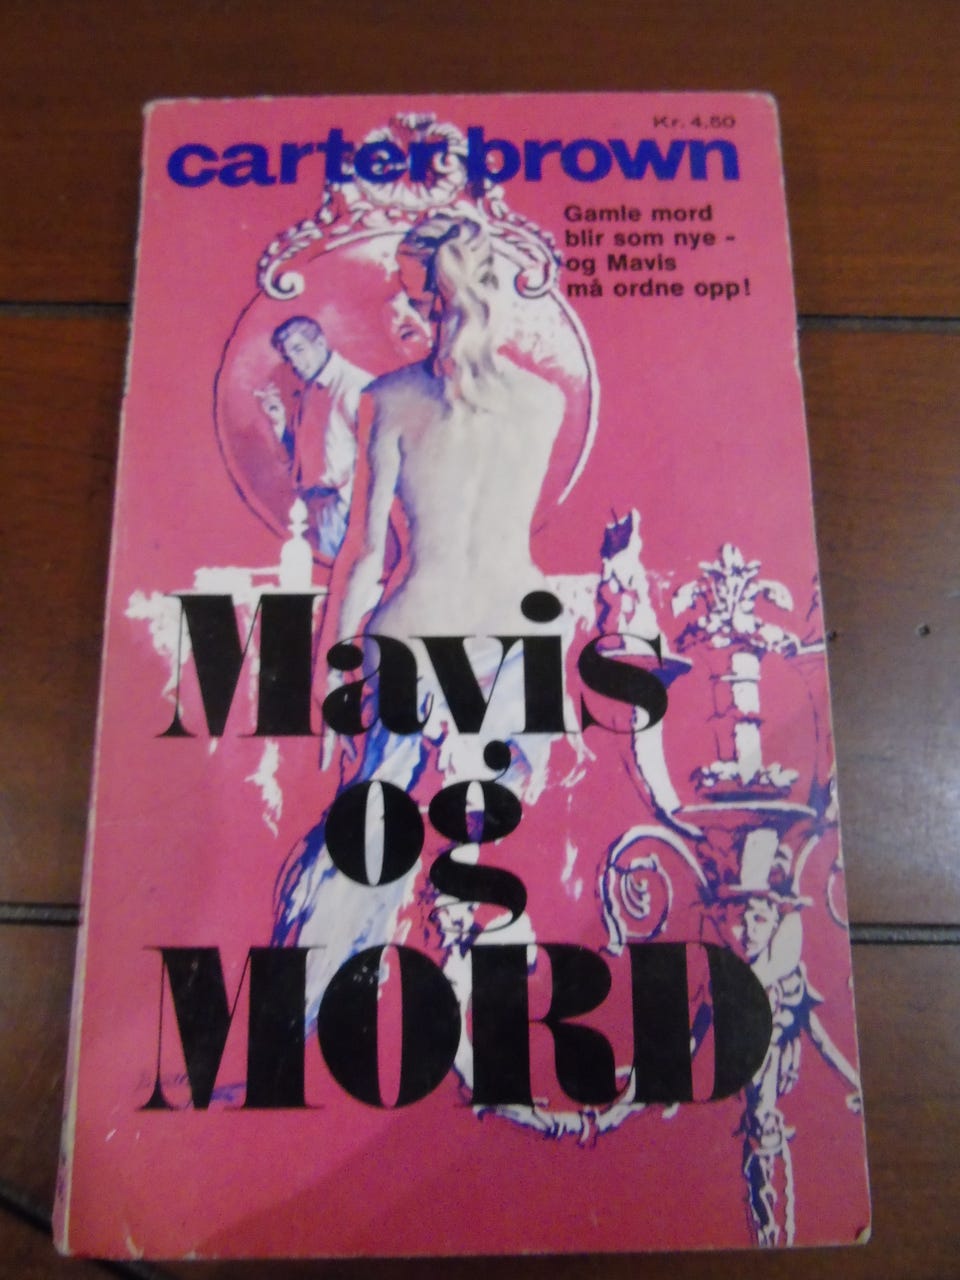 Kr. 4,50
carter brown
Gamle mord
blir som nye -
og Mavis
må ordne opp!
Mavis
og
MORD